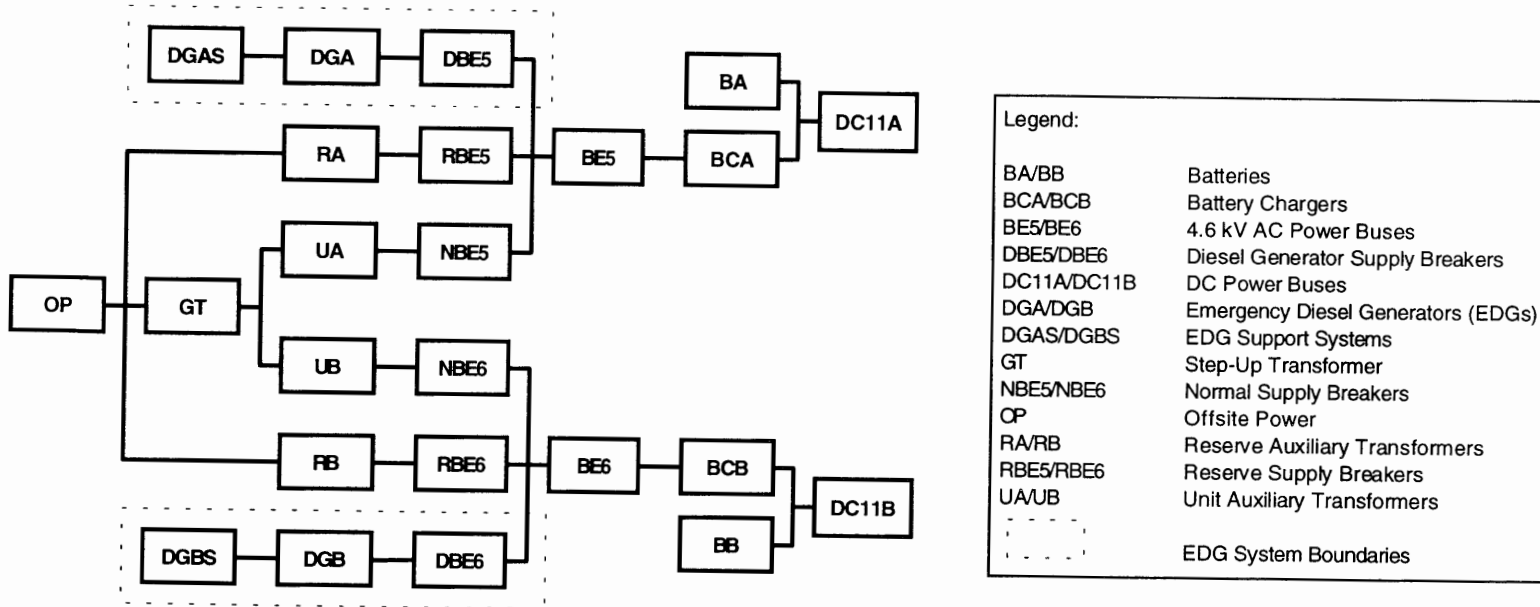 DGAS DGA DBE5
BA
DC11A
RA RBE5 BE5 BCA
UA NBE5
OP GT
UB NBE6
RB RBE6 BE6 BCB
DC11B
BB
DGBS DGB DBE6
Legend:
BA/BB Batteries
BCA/BCB Battery Chargers
BE5/BE6 4.6 kV AC Power Buses
DBE5/DBE6 Diesel Generator Supply Breakers
DC11A/DC11B DC Power Buses
DGA/DGB Emergency Diesel Generators (EDGs)
DGAS/DGBS EDG Support Systems
GT Step-Up Transformer
NBE5/NBE6 Normal Supply Breakers
OP Offsite Power
RA/RB Reserve Auxiliary Transformers
RBE5/RBE6 Reserve Supply Breakers
UA/UB Unit Auxiliary Transformers
EDG System Boundaries